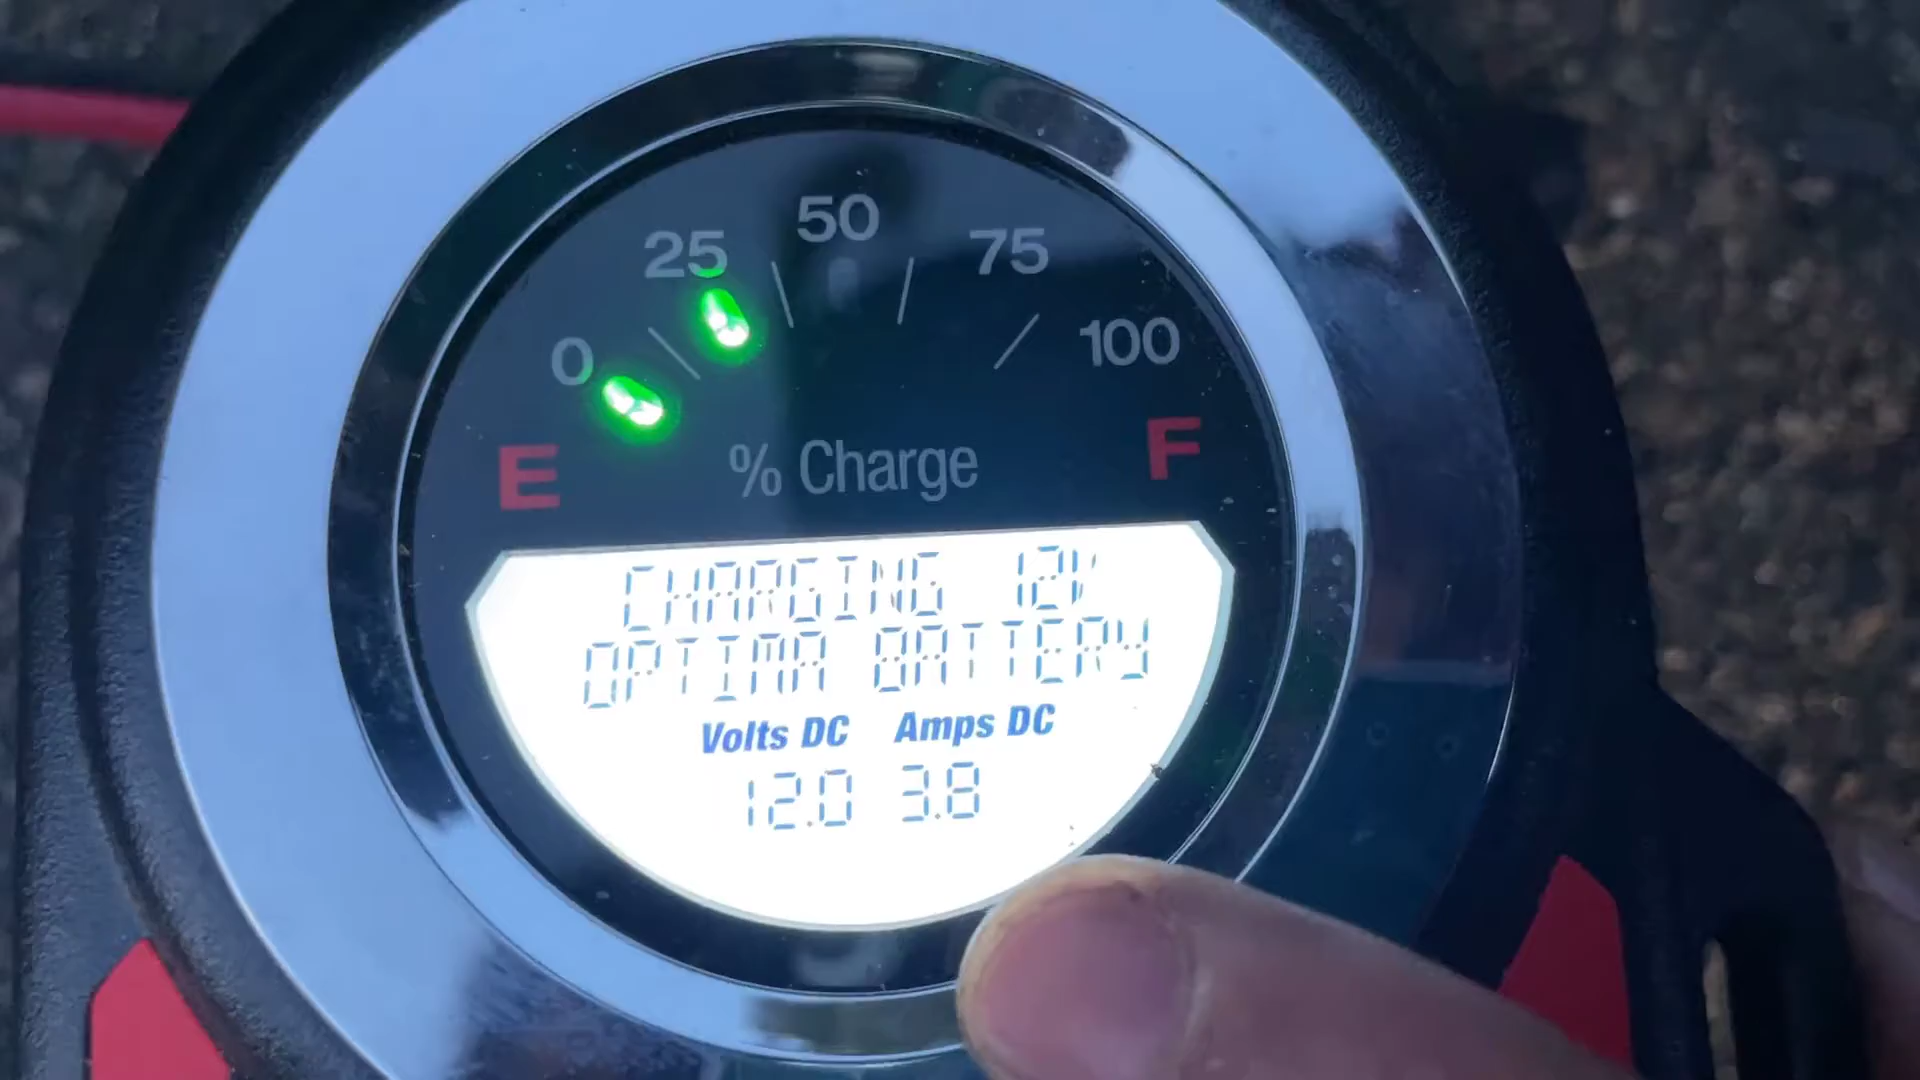 0 25 50 75 100
E % Charge F
CHARGING 12V
OPTIMA BATTERY
Volts DC Amps DC
12.0 3.8